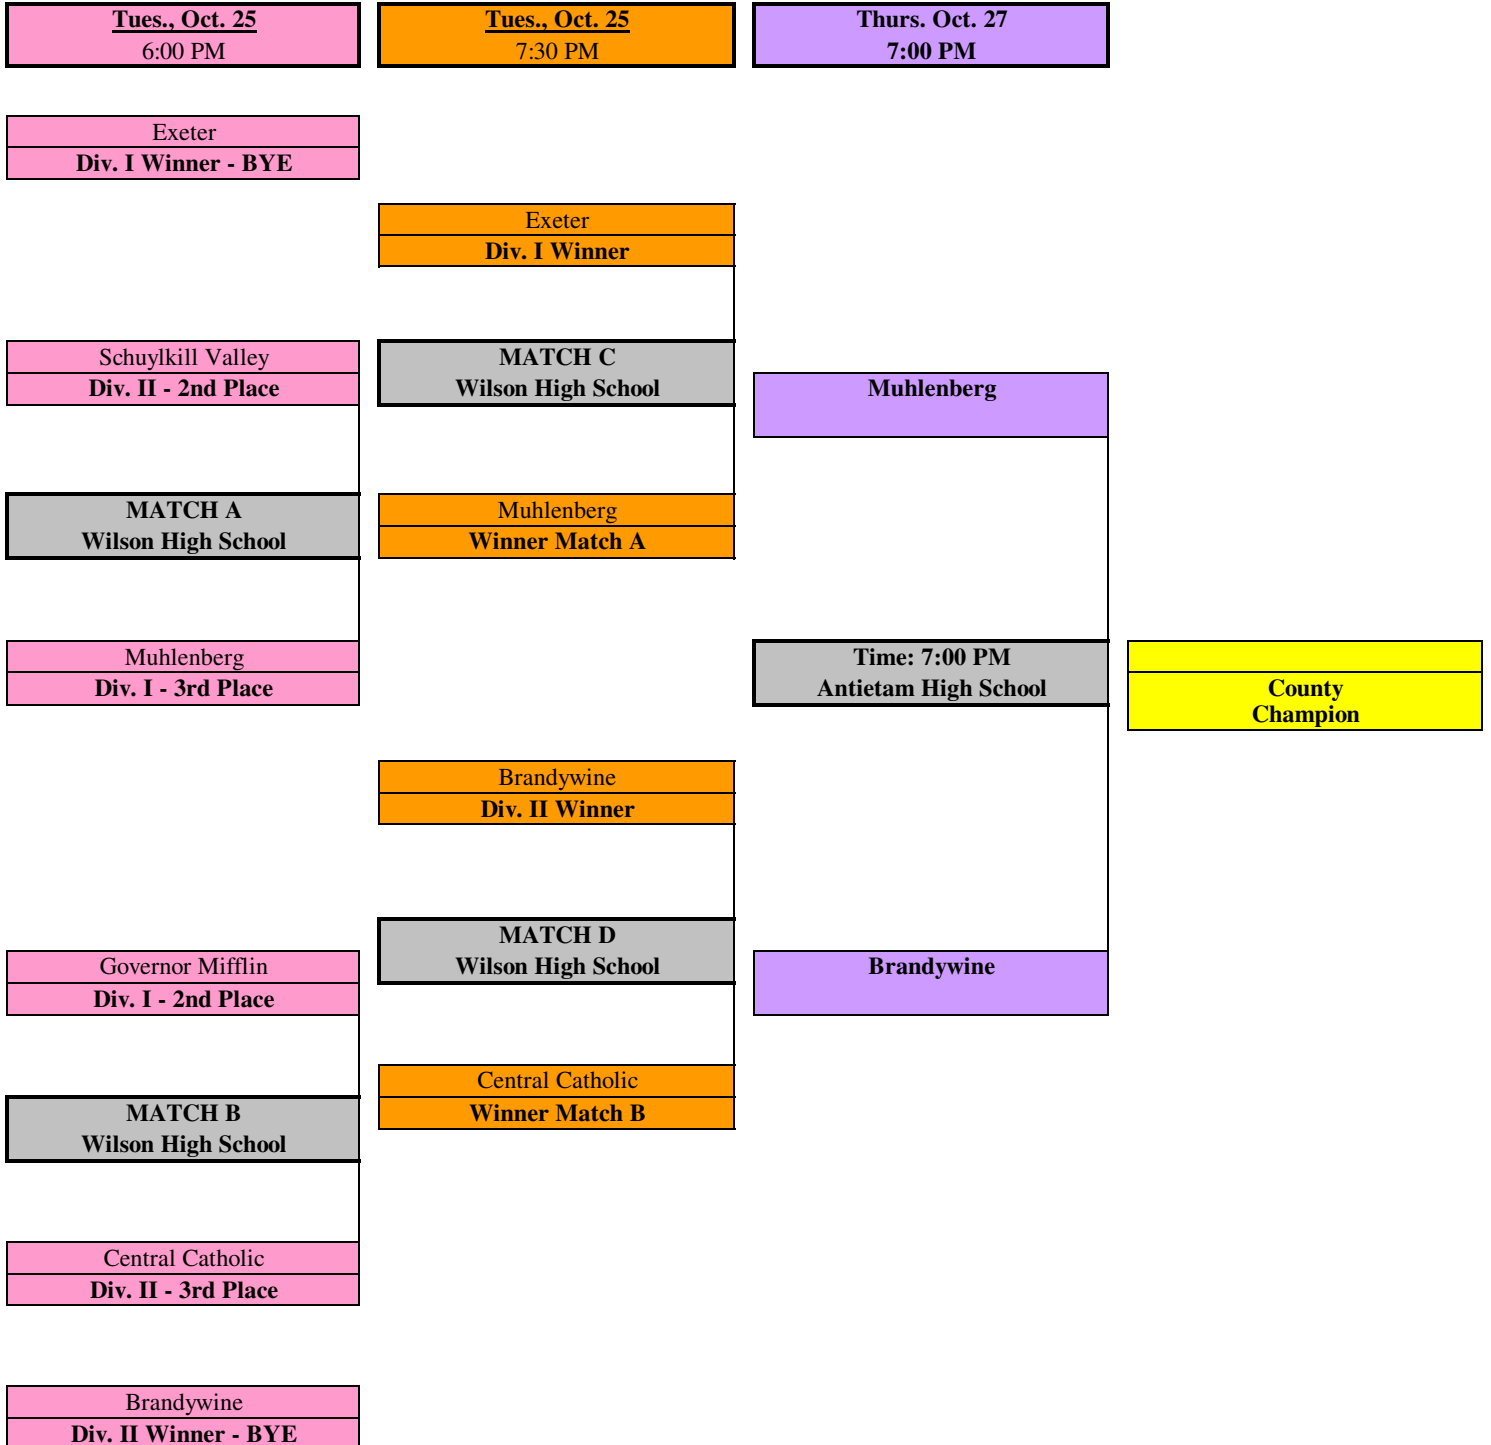 Tues., Oct. 25
6:00 PM
Tues., Oct. 25
7:30 PM
Thurs. Oct. 27
7:00 PM
Exeter
Div. I Winner - BYE
Exeter
Div. I Winner
Schuylkill Valley
Div. II - 2nd Place
MATCH C
Wilson High School
Muhlenberg
MATCH A
Wilson High School
Muhlenberg
Winner Match A
Muhlenberg
Div. I - 3rd Place
Time: 7:00 PM
Antietam High School
County
Champion
Brandywine
Div. II Winner
MATCH D
Wilson High School
Governor Mifflin
Div. I - 2nd Place
Brandywine
Central Catholic
Winner Match B
MATCH B
Wilson High School
Central Catholic
Div. II - 3rd Place
Brandywine
Div. II Winner - BYE